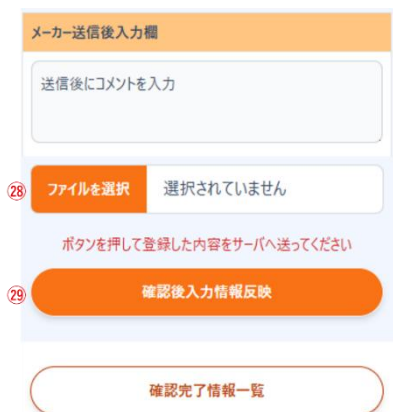 メーカー送信後入力欄
送信後にコメントを入力
㉘ ファイルを選択 選択されていません
ボタンを押して登録した内容をサーバへ送ってください
㉙ 確認後入力情報反映
確認完了情報一覧